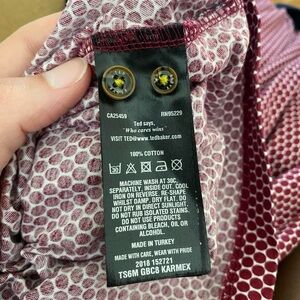 CA25459 RN95229
Ted says,
"Who cares wins"
VISIT TED@www.tedbaker.com
100% COTTON
MACHINE WASH AT 30C,
SEPARATELY, INSIDE OUT. COOL
IRON ON REVERSE. RE-SHAPE
WHILST DAMP. DRY FLAT. DO
NOT DRY IN DIRECT SUNLIGHT.
DO NOT RUB ISOLATED STAINS.
DO NOT USE PRODUCTS
CONTAINING BLEACH, OIL OR
ALCOHOL.
MADE IN TURKEY
MADE WITH CARE, WEAR WITH PRIDE
2018 152721
TS6M GBC8 KARMEX